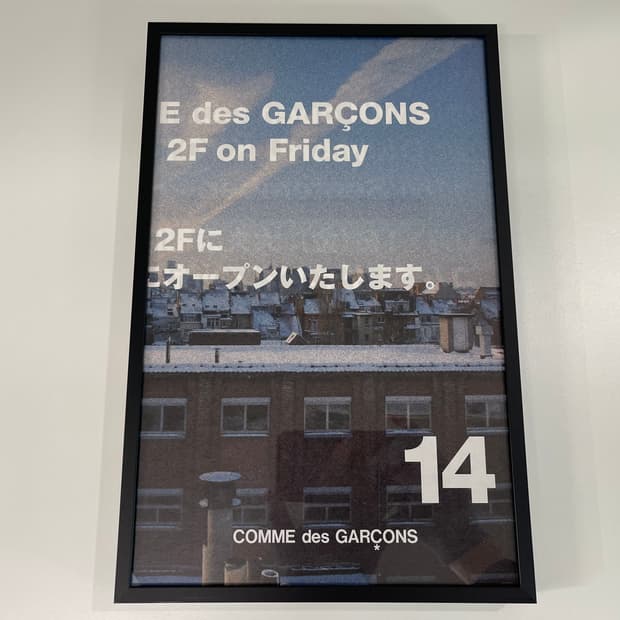 E des GARÇONS
2F on Friday
2Fに
にオープンいたします。
14
COMME des GARÇONS
*